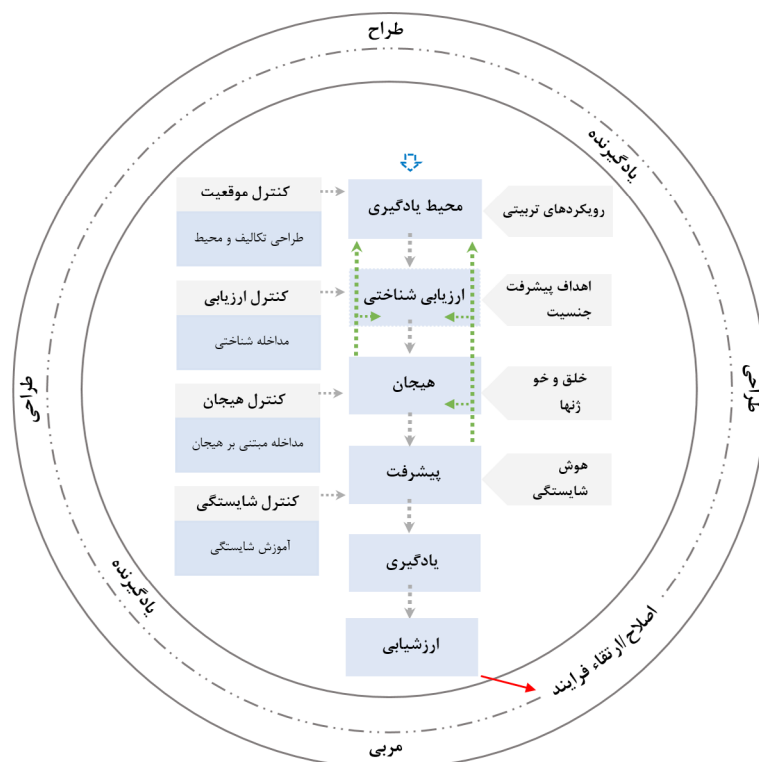 طراح
یادگیرنده
کنترل موقعیت
محیط یادگیری
رویکردهای تربیتی
طراحی تکالیف و محیط
کنترل ارزیابی
ارزیابی شناختی
اهداف پیشرفت
جنسیت
مداخله شناختی
هیجان
خلق و خو
ژنها
طراحی
طراحی
کنترل هیجان
مداخله مبتنی بر هیجان
پیشرفت
هوش
شایستگی
کنترل شایستگی
آموزش شایستگی
یادگیری
یادگیرنده
ارزشیابی
اصلاح/ارتقاء فرایند
مربی